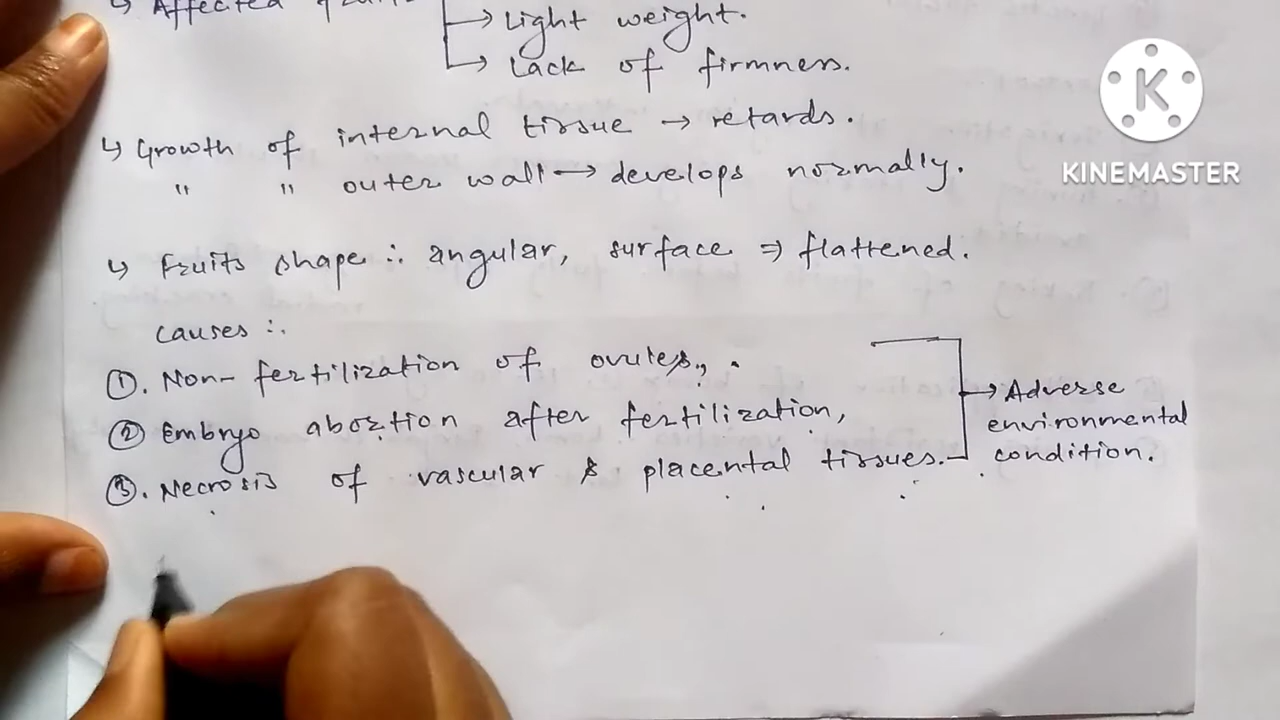 ↳ Affected
→ Light weight.
→ Lack of firmness.
↳ Growth of internal tissue → retards.
" " outer wall → develops normally.
↳ Fruits shape :. angular, surface ⇒ flattened.
causes :.
①. Non-fertilization of ovules,, .
② Embryo abortion after fertilization,
③. Necrosis of vascular & placental tissues.
→ Adverse
environmental
condition.
K
KINEMASTER